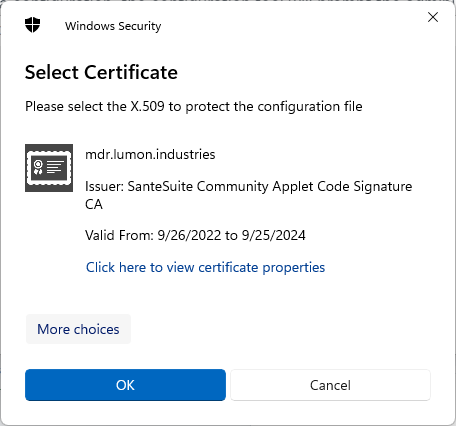 Windows Security
Select Certificate
Please select the X.509 to protect the configuration file
mdr.lumon.industries
Issuer: SanteSuite Community Applet Code Signature
CA
Valid From: 9/26/2022 to 9/25/2024
Click here to view certificate properties
More choices
OK
Cancel